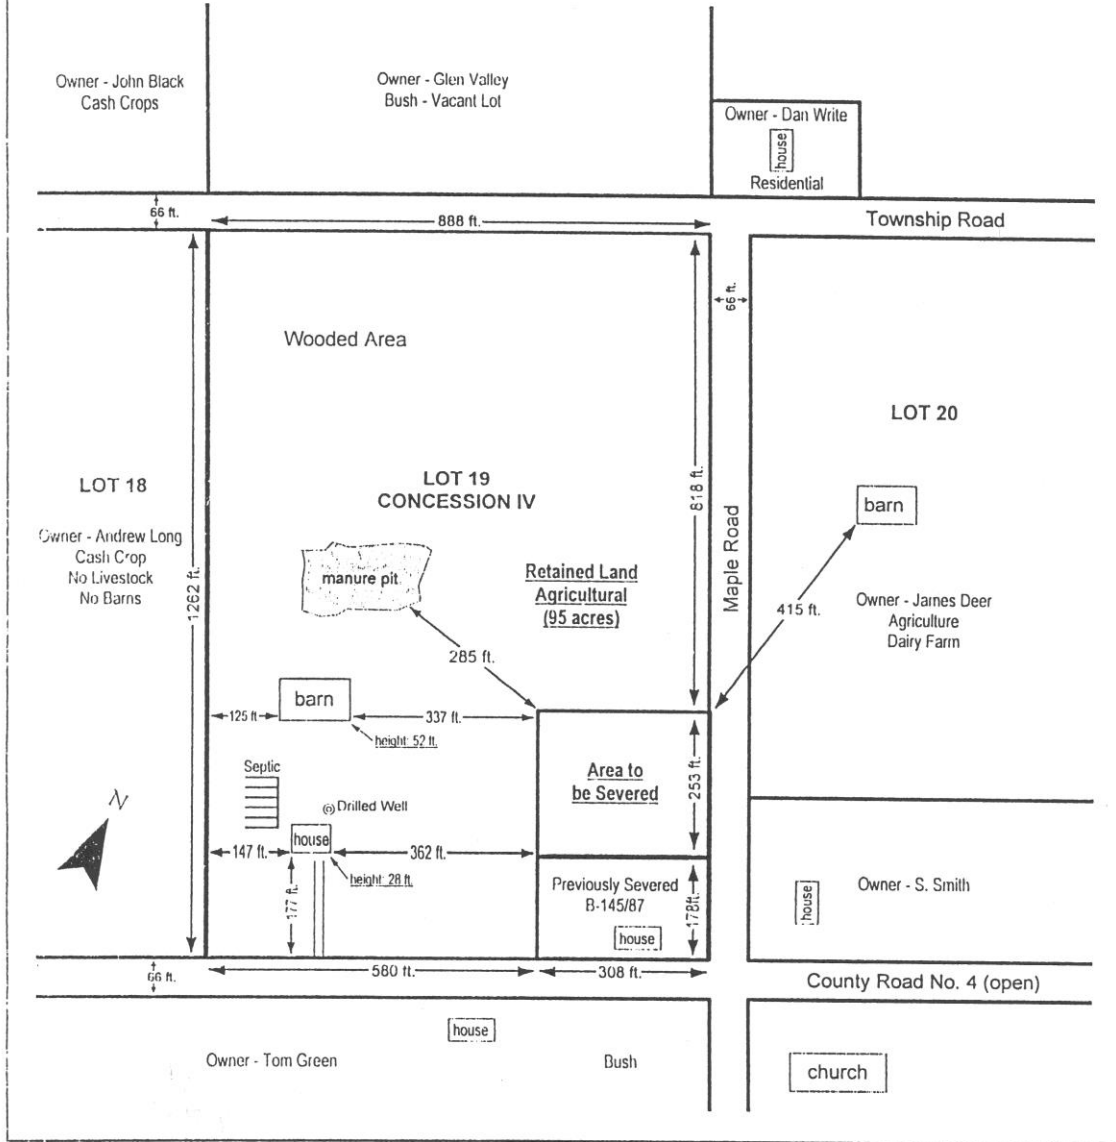 Owner - John Black
Cash Crops
Owner - Glen Valley
Bush - Vacant Lot
Owner - Dan Write
house
Residential
66 ft.
888 ft.
Township Road
66 ft.
Wooded Area
LOT 20
LOT 18
LOT 19
CONCESSION IV
818 ft.
barn
Owner - Andrew Long
Cash Crop
No Livestock
No Barns
1262 ft.
manure pit
Retained Land
Agricultural
(95 acres)
Maple Road
415 ft.
Owner - James Deer
Agriculture
Dairy Farm
285 ft.
barn
125 ft
337 ft.
height: 52 ft.
Septic
Drilled Well
Area to
be Severed
253 ft.
N
house
147 ft.
362 ft.
height: 28 ft.
177 ft.
Previously Severed
B-145/87
178ft.
house
house
Owner - S. Smith
66 ft.
580 ft.
308 ft.
County Road No. 4 (open)
house
Owner - Tom Green
Bush
church